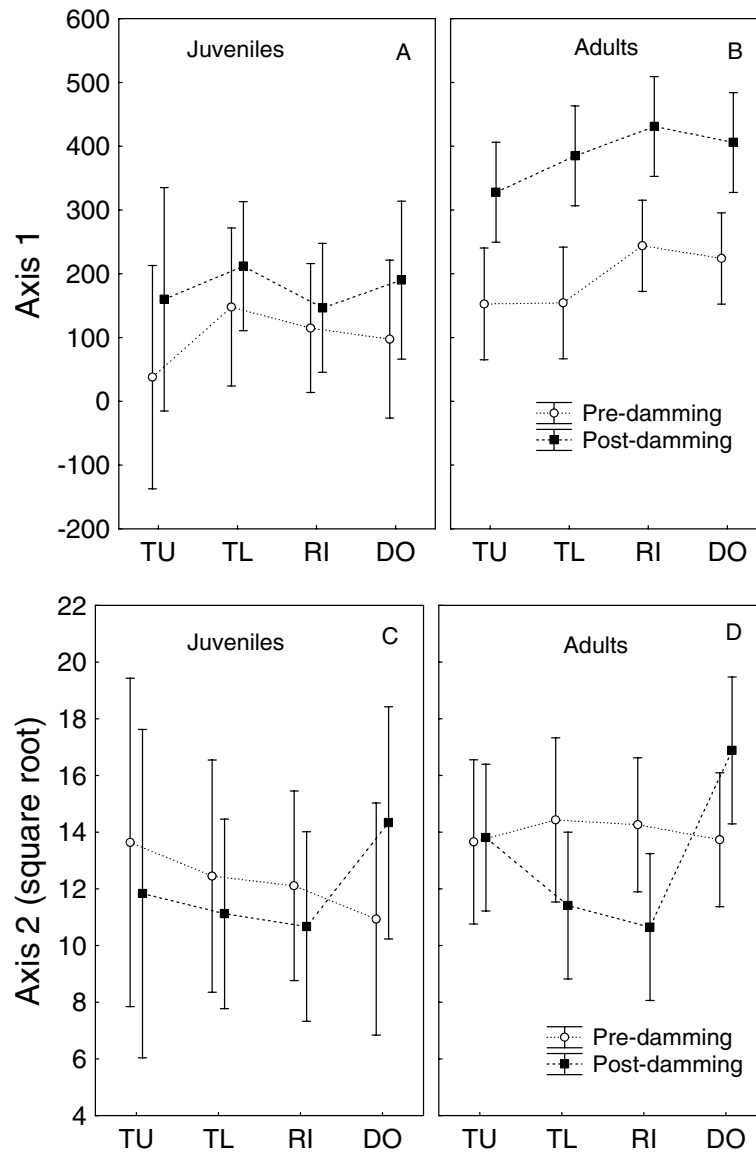 Juveniles A
Adults B
Axis 1
600
500
400
300
200
100
0
-100
-200
Pre-damming
Post-damming
TU TL RI DO
TU TL RI DO
Juveniles C
Adults D
Axis 2 (square root)
22
20
18
16
14
12
10
8
6
4
Pre-damming
Post-damming
TU TL RI DO
TU TL RI DO